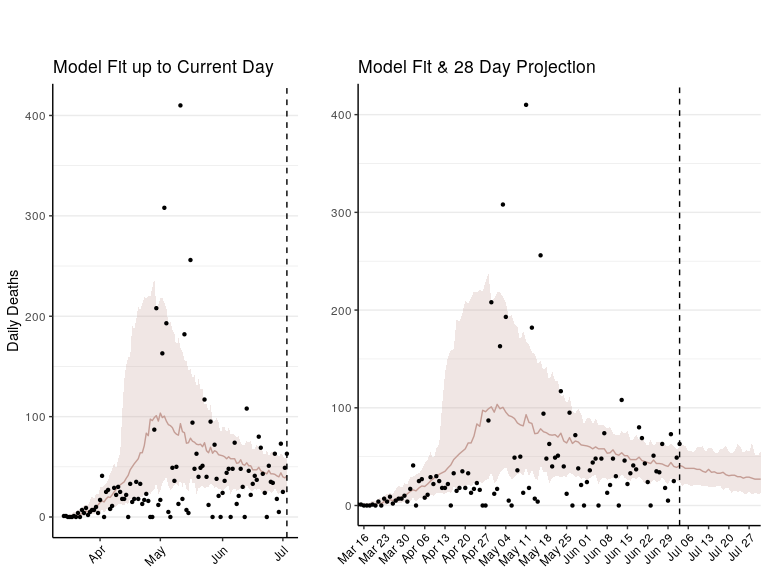 Model Fit up to Current Day
Model Fit & 28 Day Projection
Daily Deaths
400
300
200
100
0
Apr
May
Jun
Jul
400
300
200
100
0
Mar 16
Mar 23
Mar 30
Apr 06
Apr 13
Apr 20
Apr 27
May 04
May 11
May 18
May 25
Jun 01
Jun 08
Jun 15
Jun 22
Jun 29
Jul 06
Jul 13
Jul 20
Jul 27